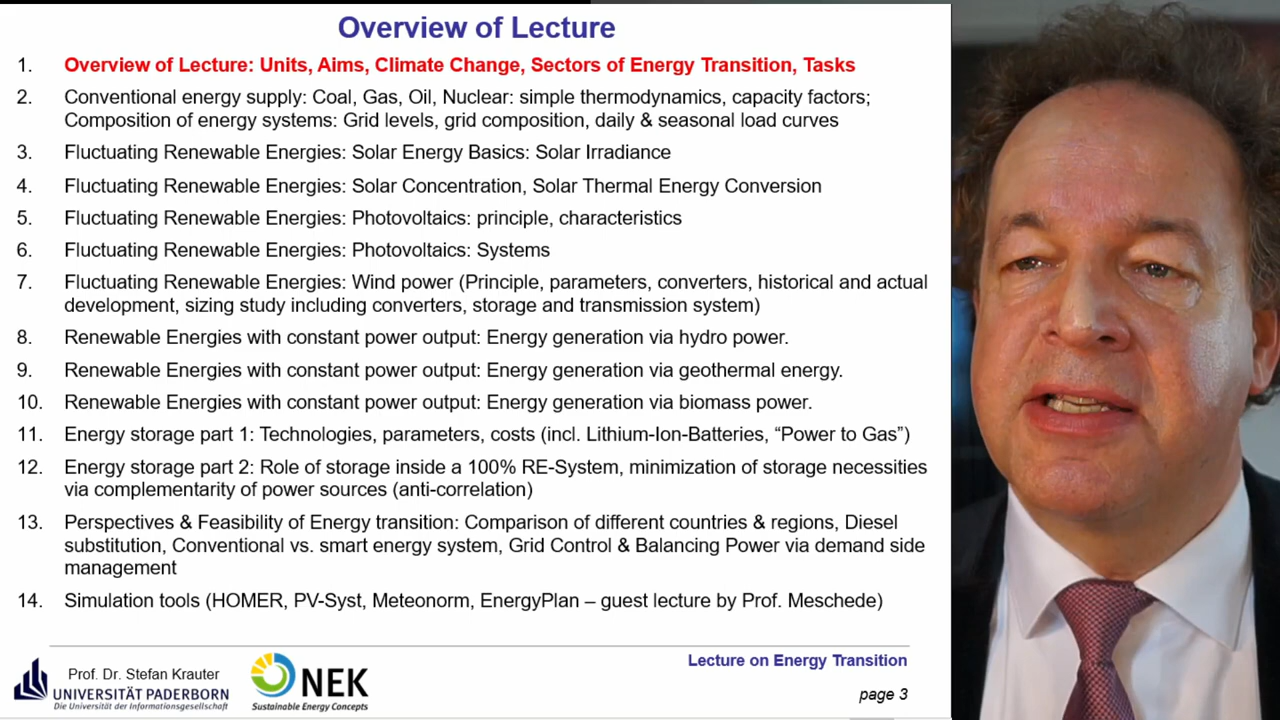 Overview of Lecture
1. Overview of Lecture: Units, Aims, Climate Change, Sectors of Energy Transition, Tasks
2. Conventional energy supply: Coal, Gas, Oil, Nuclear: simple thermodynamics, capacity factors;
Composition of energy systems: Grid levels, grid composition, daily & seasonal load curves
3. Fluctuating Renewable Energies: Solar Energy Basics: Solar Irradiance
4. Fluctuating Renewable Energies: Solar Concentration, Solar Thermal Energy Conversion
5. Fluctuating Renewable Energies: Photovoltaics: principle, characteristics
6. Fluctuating Renewable Energies: Photovoltaics: Systems
7. Fluctuating Renewable Energies: Wind power (Principle, parameters, converters, historical and actual
development, sizing study including converters, storage and transmission system)
8. Renewable Energies with constant power output: Energy generation via hydro power.
9. Renewable Energies with constant power output: Energy generation via geothermal energy.
10. Renewable Energies with constant power output: Energy generation via biomass power.
11. Energy storage part 1: Technologies, parameters, costs (incl. Lithium-Ion-Batteries, “Power to Gas”)
12. Energy storage part 2: Role of storage inside a 100% RE-System, minimization of storage necessities
via complementarity of power sources (anti-correlation)
13. Perspectives & Feasibility of Energy transition: Comparison of different countries & regions, Diesel
substitution, Conventional vs. smart energy system, Grid Control & Balancing Power via demand side
management
14. Simulation tools (HOMER, PV-Syst, Meteonorm, EnergyPlan – guest lecture by Prof. Meschede)
Prof. Dr. Stefan Krauter
UNIVERSITÄT PADERBORN
Die Universität der Informationsgesellschaft
NEK
Sustainable Energy Concepts
Lecture on Energy Transition
page 3